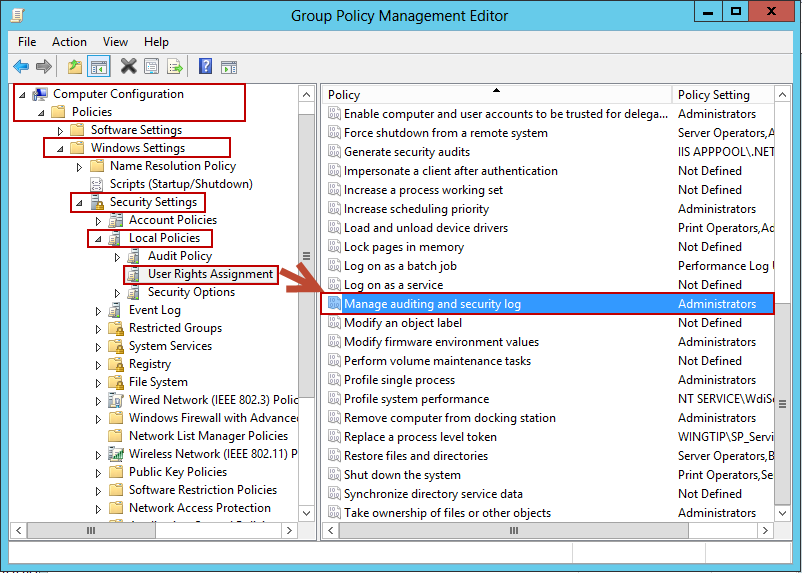 Group Policy Management Editor
File Action View Help
Computer Configuration
Policies
Software Settings
Windows Settings
Name Resolution Policy
Scripts (Startup/Shutdown)
Security Settings
Account Policies
Local Policies
Audit Policy
User Rights Assignment
Security Options
Event Log
Restricted Groups
System Services
Registry
File System
Wired Network (IEEE 802.3) Polic
Windows Firewall with Advance
Network List Manager Policies
Wireless Network (IEEE 802.11) P
Public Key Policies
Software Restriction Policies
Network Access Protection
Policy Policy Setting
Enable computer and user accounts to be trusted for delega... Administrators
Force shutdown from a remote system Server Operators,A
Generate security audits IIS APPPOOL\.NET
Impersonate a client after authentication Not Defined
Increase a process working set Not Defined
Increase scheduling priority Administrators
Load and unload device drivers Print Operators,Ad
Lock pages in memory Not Defined
Log on as a batch job Performance Log U
Log on as a service Not Defined
Manage auditing and security log Administrators
Modify an object label Not Defined
Modify firmware environment values Administrators
Perform volume maintenance tasks Not Defined
Profile single process Administrators
Profile system performance NT SERVICE\WdiSe
Remove computer from docking station Administrators
Replace a process level token WINGTIP\SP_Servi
Restore files and directories Server Operators,B
Shut down the system Print Operators,Se
Synchronize directory service data Not Defined
Take ownership of files or other objects Administrators